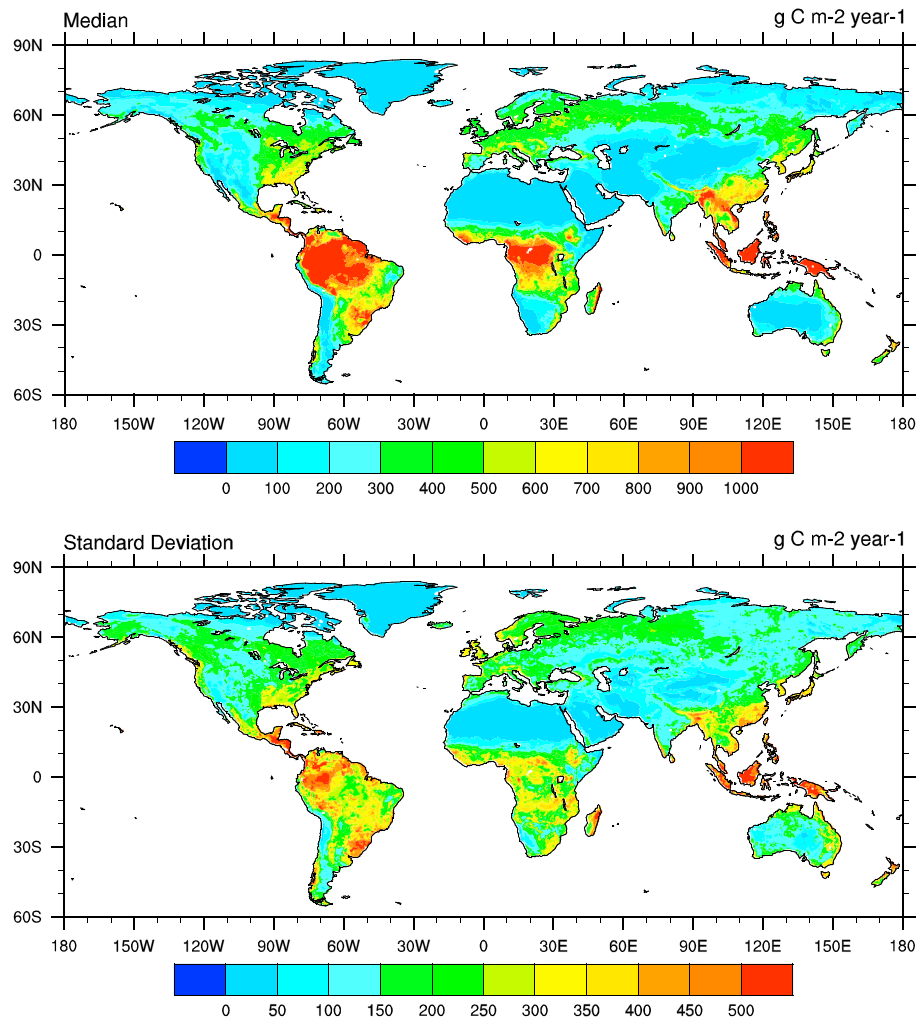 Median g C m-2 year-1
90N
60N
30N
0
30S
60S
180 150W 120W 90W 60W 30W 0 30E 60E 90E 120E 150E 180
0 100 200 300 400 500 600 700 800 900 1000
Standard Deviation g C m-2 year-1
90N
60N
30N
0
30S
60S
180 150W 120W 90W 60W 30W 0 30E 60E 90E 120E 150E 180
0 50 100 150 200 250 300 350 400 450 500